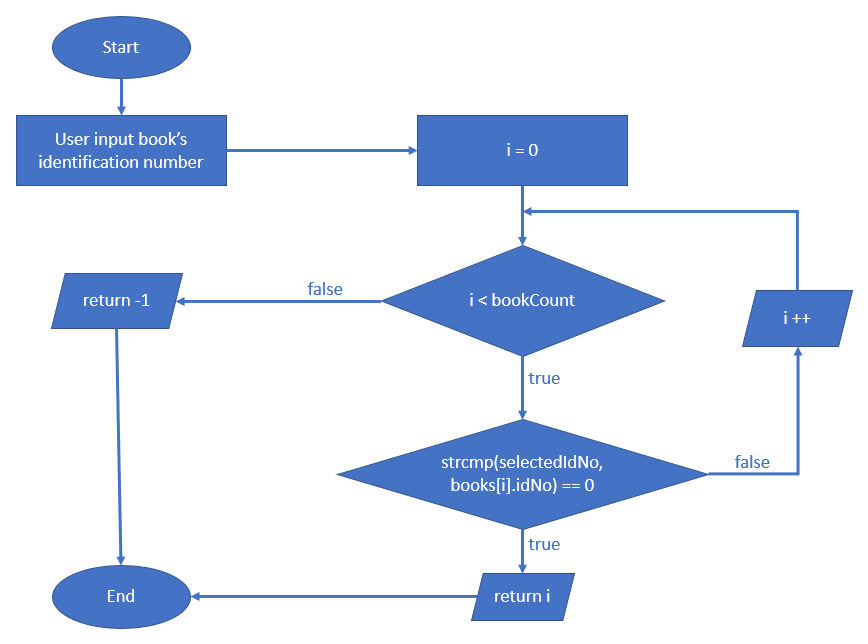 Start
User input book’s
identification number
i = 0
i < bookCount
false
return -1
true
i ++
strcmp(selectedIdNo,
books[i].idNo) == 0
false
true
return i
End